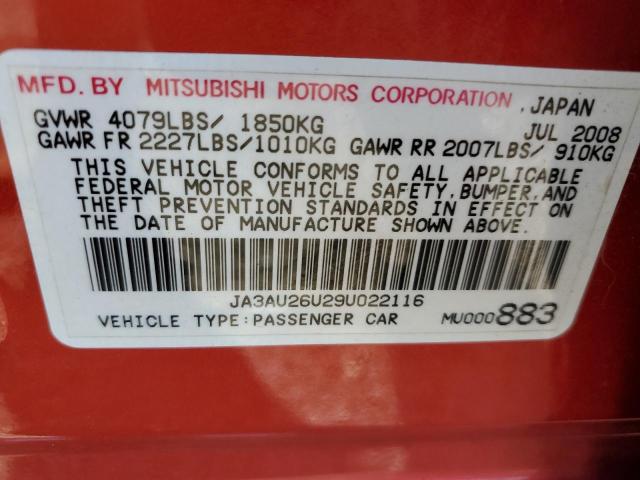 MFD. BY MITSUBISHI MOTORS CORPORATION, JAPAN
GVWR 4079LBS/ 1850KG JUL 2008
GAWR FR 2227LBS/1010KG GAWR RR 2007LBS/ 910KG
THIS VEHICLE CONFORMS TO ALL APPLICABLE
FEDERAL MOTOR VEHICLE SAFETY, BUMPER, AND
THEFT PREVENTION STANDARDS IN EFFECT ON
THE DATE OF MANUFACTURE SHOWN ABOVE.
JA3AU26U29U022116
VEHICLE TYPE:PASSENGER CAR MU000883